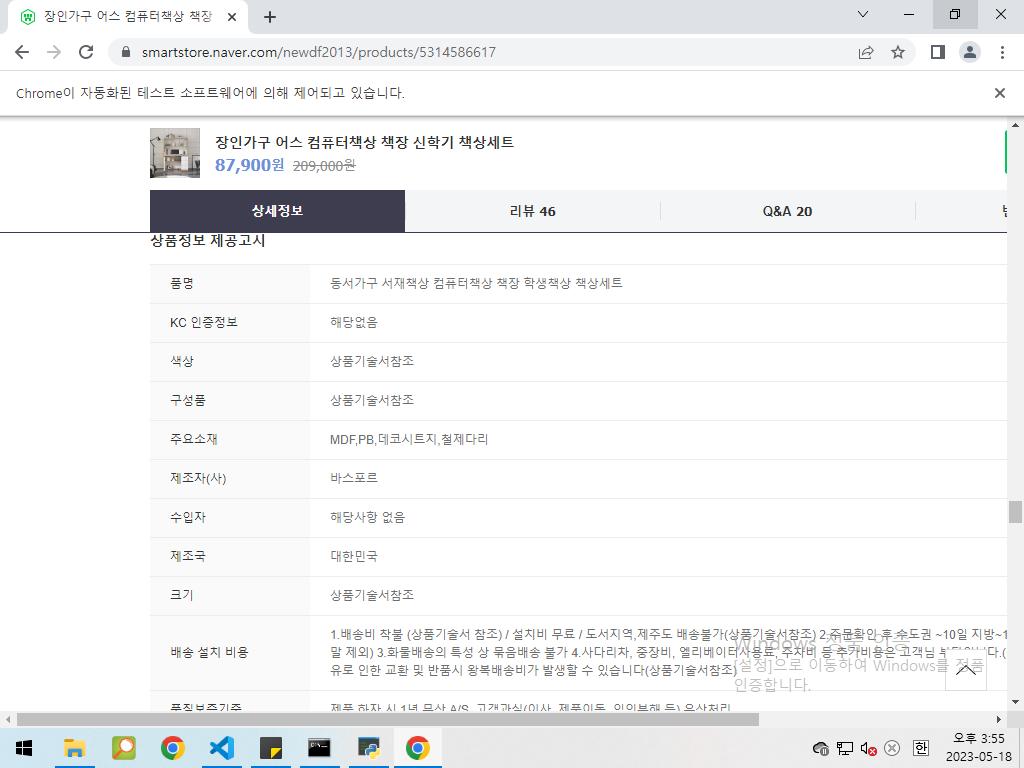 장인가구 어스 컴퓨터책상 책장
smartstore.naver.com/newdf2013/products/5314586617
Chrome이 자동화된 테스트 소프트웨어에 의해 제어되고 있습니다.
장인가구 어스 컴퓨터책상 책장 신학기 책상세트
87,900원 209,000원
상세정보 리뷰 46 Q&A 20
상품정보 제공고시
품명 동서가구 서재책상 컴퓨터책상 책장 학생책상 책상세트
KC 인증정보 해당없음
색상 상품기술서참조
구성품 상품기술서참조
주요소재 MDF,PB,데코시트지,철제다리
제조자(사) 바스포르
수입자 해당사항 없음
제조국 대한민국
크기 상품기술서참조
배송 설치 비용
1.배송비 착불 (상품기술서 참조) / 설치비 무료 / 도서지역,제주도 배송불가(상품기술서참조) 2.주문확인 후 수도권 ~10일 지방~1
말 제외) 3.화물배송의 특성 상 묶음배송 불가 4.사다리차, 중장비, 엘리베이터사용료, 주차비 등 추가비용은 고객님 부담입니다.(
유로 인한 교환 및 반품시 왕복배송비가 발생할 수 있습니다(상품기술서참조)
Windows 정품 인증
[설정]으로 이동하여 Windows를 정품
인증합니다.
품질보증기준 제품 하자 시 1년 무상 A/S, 고객과실(이사, 제품이동, 임의분해 등) 유상처리
한
오후 3:55
2023-05-18